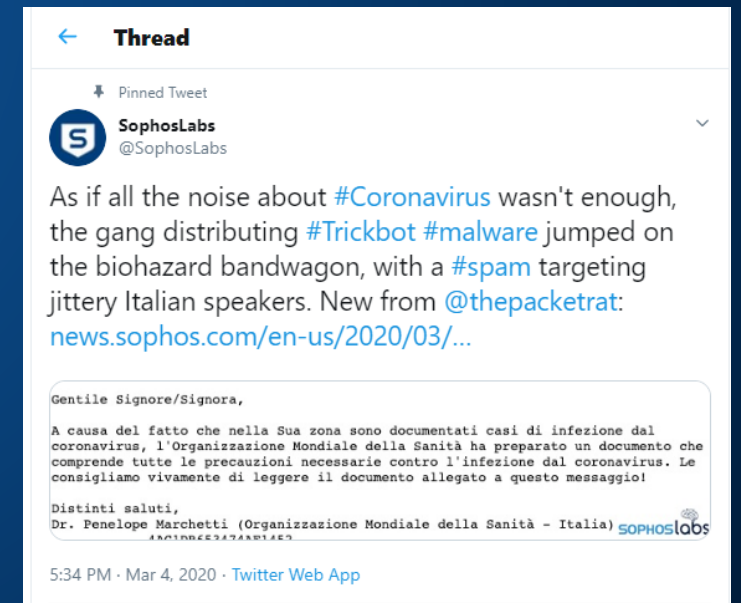 Thread
Pinned Tweet
SophosLabs
@SophosLabs
As if all the noise about #Coronavirus wasn't enough,
the gang distributing #Trickbot #malware jumped on
the biohazard bandwagon, with a #spam targeting
jittery Italian speakers. New from @thepacketrat:
news.sophos.com/en-us/2020/03/...
Gentile Signore/Signora,
A causa del fatto che nella Sua zona sono documentati casi di infezione dal
coronavirus, l'Organizzazione Mondiale della Sanità ha preparato un documento che
comprende tutte le precauzioni necessarie contro l'infezione dal coronavirus. Le
consigliamo vivamente di leggere il documento allegato a questo messaggio!
Distinti saluti,
Dr. Penelope Marchetti (Organizzazione Mondiale della Sanità - Italia)
SOPHOSlabs
5:34 PM · Mar 4, 2020 · Twitter Web App